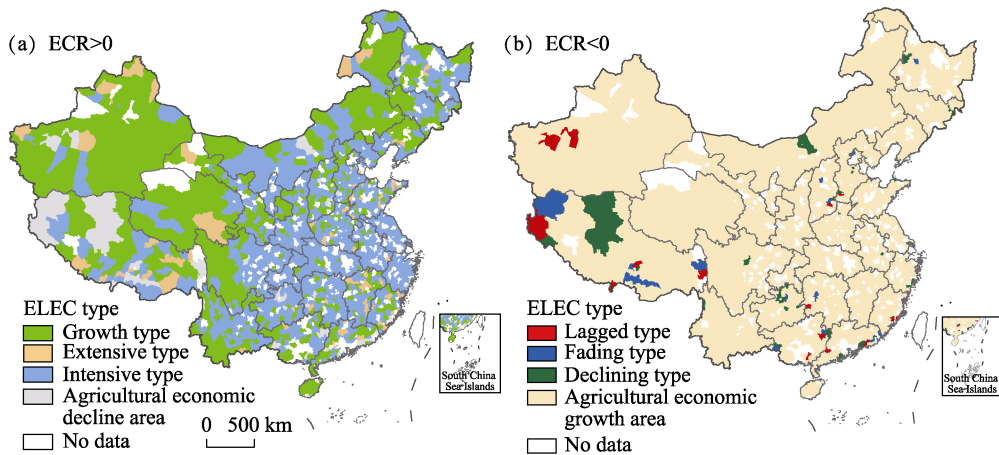 (a) ECR>0
ELEC type
Growth type
Extensive type
Intensive type
Agricultural economic
decline area
No data
0 500 km
South China
Sea Islands
(b) ECR<0
ELEC type
Lagged type
Fading type
Declining type
Agricultural economic
growth area
No data
South China
Sea Islands